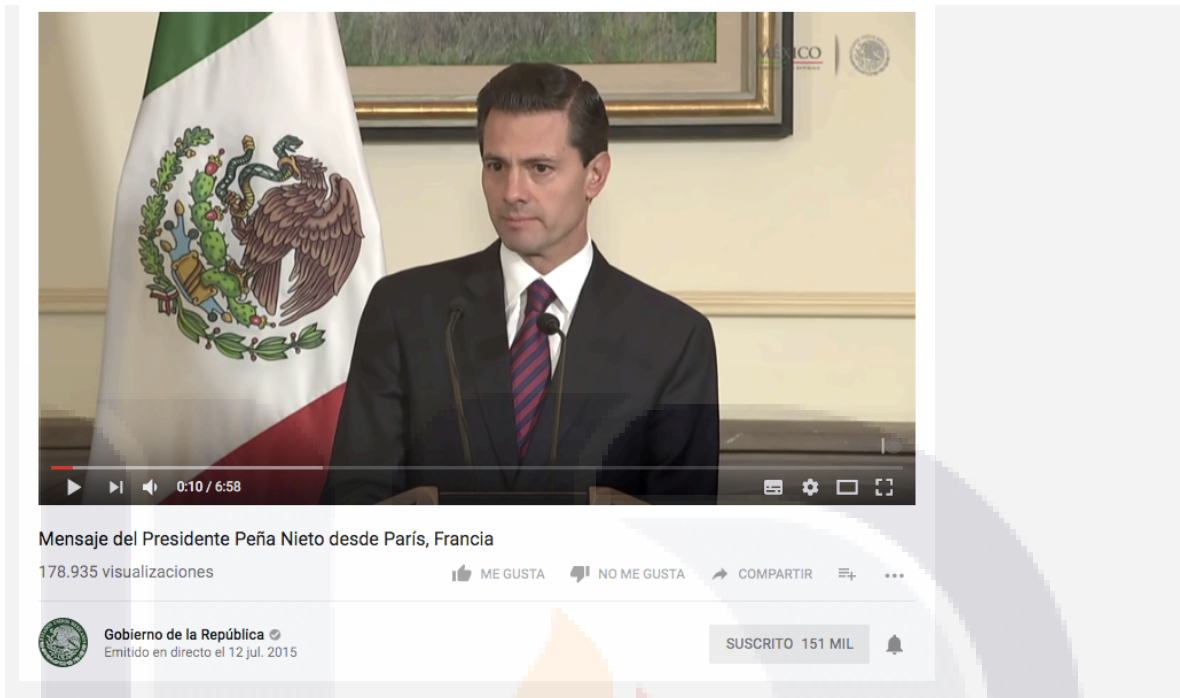 MÉXICO
0:10 / 6:58
Mensaje del Presidente Peña Nieto desde París, Francia
178.935 visualizaciones
ME GUSTA NO ME GUSTA COMPARTIR
Gobierno de la República
Emitido en directo el 12 jul. 2015
SUSCRITO 151 MIL